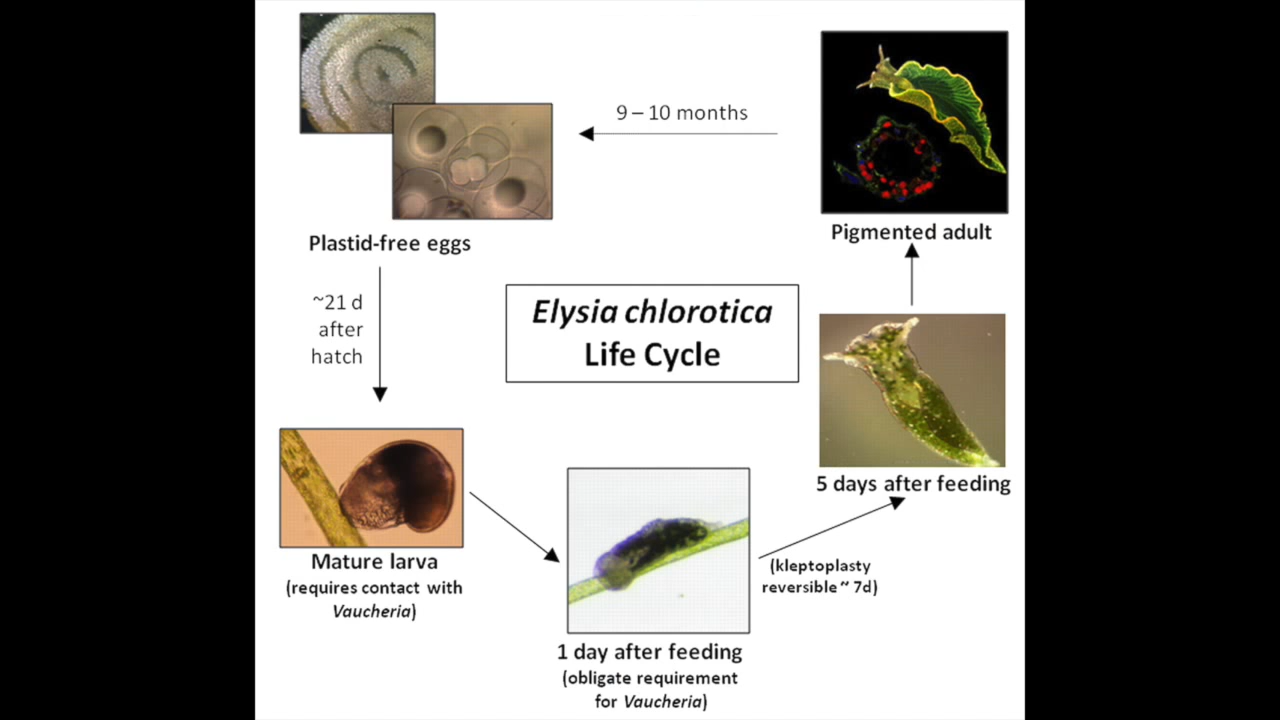 9 – 10 months
Plastid-free eggs
Pigmented adult
~21 d
after
hatch
Elysia chlorotica
Life Cycle
5 days after feeding
Mature larva
(requires contact with
Vaucheria)
(kleptoplasty
reversible ~ 7d)
1 day after feeding
(obligate requirement
for Vaucheria)